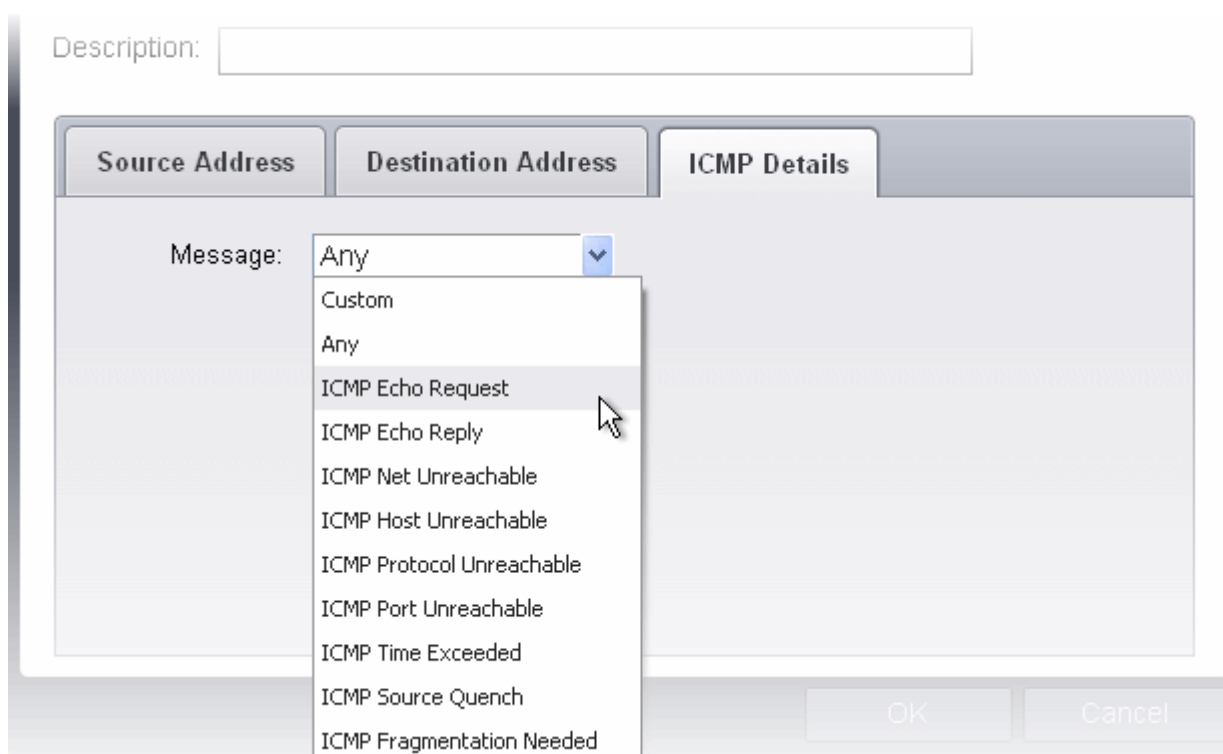 Description:
Source Address Destination Address ICMP Details
Message: Any
Custom
Any
ICMP Echo Request
ICMP Echo Reply
ICMP Net Unreachable
ICMP Host Unreachable
ICMP Protocol Unreachable
ICMP Port Unreachable
ICMP Time Exceeded
ICMP Source Quench
ICMP Fragmentation Needed
OK Cancel